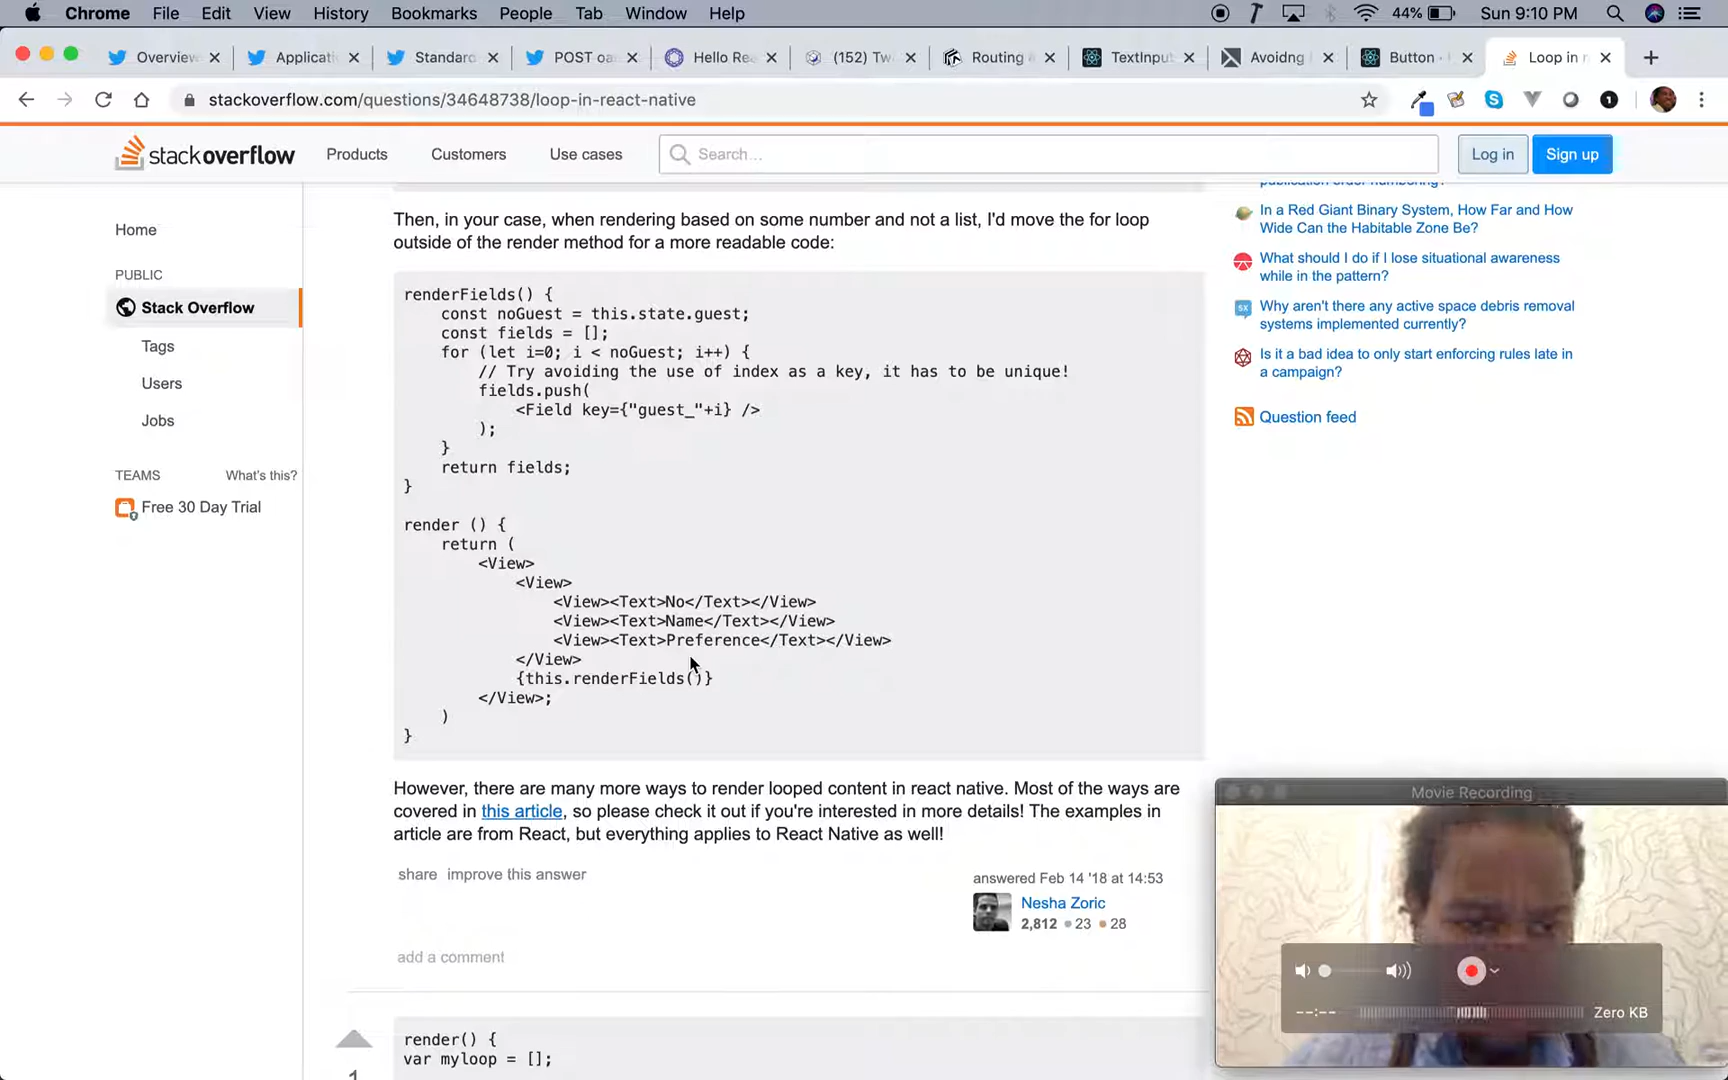 Chrome File Edit View History Bookmarks People Tab Window Help 44% Sun 9:10 PM
Overview Applicati Standard POST oa Hello Rea (152) Tw Routing TextInput Avoiding Button Loop in r
stackoverflow.com/questions/34648738/loop-in-react-native
stackoverflow Products Customers Use cases Search... Log in Sign up
Home
PUBLIC
Stack Overflow
Tags
Users
Jobs
TEAMS What's this?
Free 30 Day Trial
Then, in your case, when rendering based on some number and not a list, I'd move the for loop
outside of the render method for a more readable code:
renderFields() {
    const noGuest = this.state.guest;
    const fields = [];
    for (let i=0; i < noGuest; i++) {
        // Try avoiding the use of index as a key, it has to be unique!
        fields.push(
            <Field key={"guest_"+i} />
        );
    }
    return fields;
}
render () {
    return (
        <View>
            <View>
                <View><Text>No</Text></View>
                <View><Text>Name</Text></View>
                <View><Text>Preference</Text></View>
            </View>
            {this.renderFields()}
        </View>;
    )
}
However, there are many more ways to render looped content in react native. Most of the ways are
covered in this article, so please check it out if you're interested in more details! The examples in
article are from React, but everything applies to React Native as well!
share improve this answer
answered Feb 14 '18 at 14:53
Nesha Zoric
2,812 23 28
add a comment
1
render() {
var myloop = [];
publication order numbering?
In a Red Giant Binary System, How Far and How
Wide Can the Habitable Zone Be?
What should I do if I lose situational awareness
while in the pattern?
Why aren't there any active space debris removal
systems implemented currently?
Is it a bad idea to only start enforcing rules late in
a campaign?
Question feed
Movie Recording
--:-- Zero KB